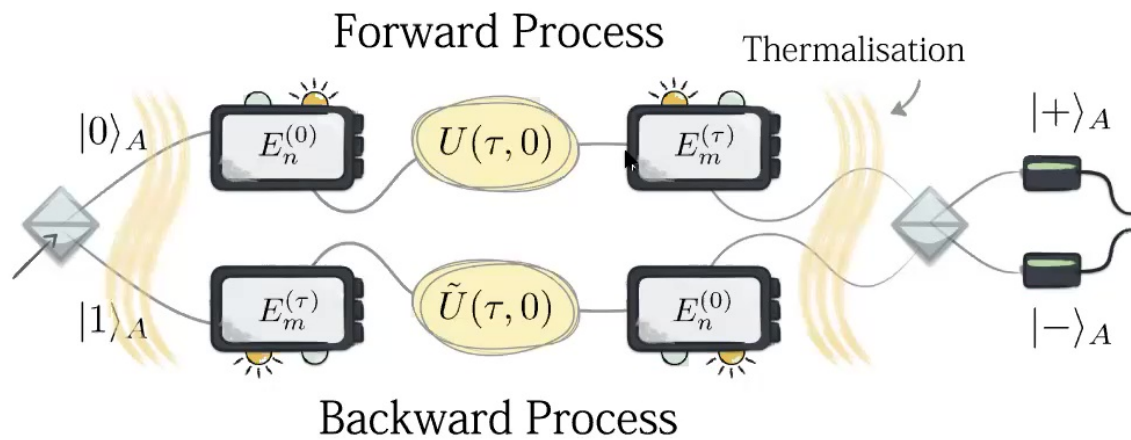 Forward Process
Thermalisation
|0⟩_A
E_n^{(0)}
U(τ, 0)
E_m^{(τ)}
|+⟩_A
|1⟩_A
E_m^{(τ)}
Ũ(τ, 0)
E_n^{(0)}
|−⟩_A
Backward Process